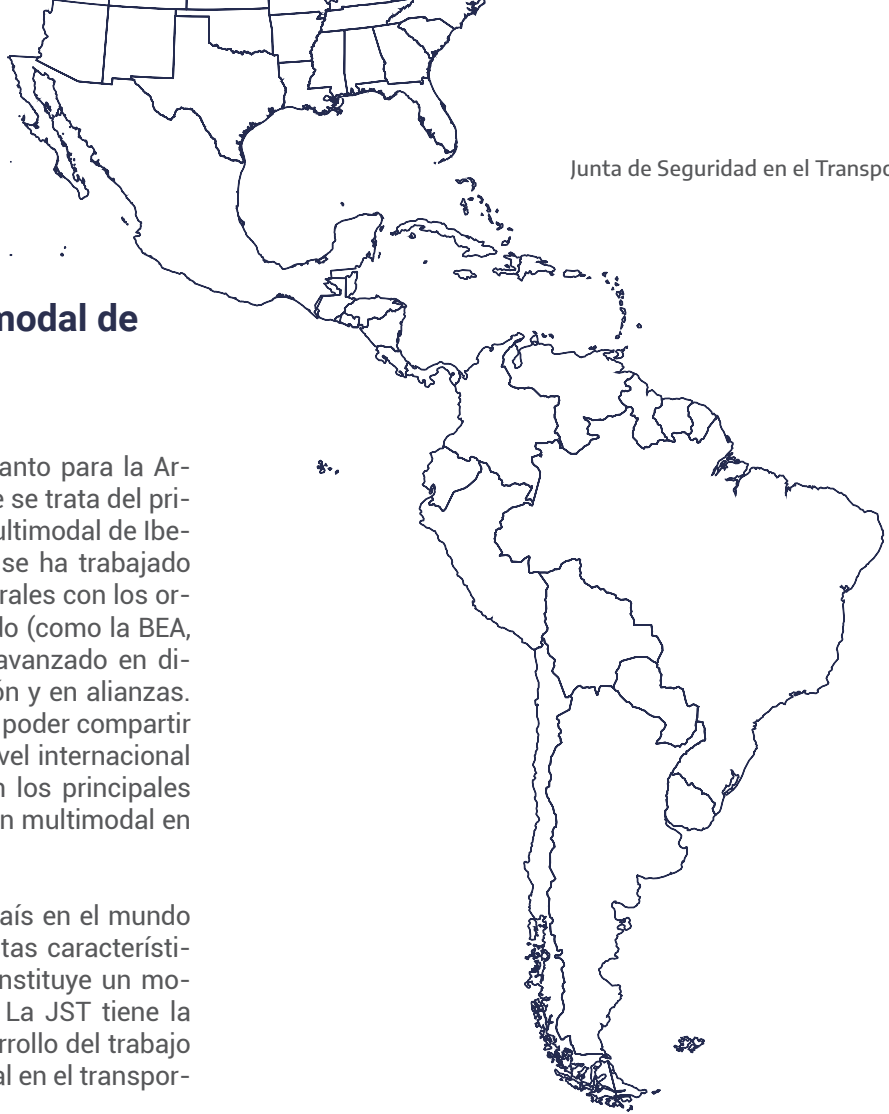 Junta de Seguridad en el Transpo
modal de
anto para la Ar-
e se trata del pri-
ultimodal de Ibe-
se ha trabajado
rales con los or-
do (como la BEA,
avanzado en di-
ón y en alianzas.
poder compartir
vel internacional
n los principales
n multimodal en
aís en el mundo
tas característi-
nstituye un mo-
La JST tiene la
rrollo del trabajo
al en el transpor-